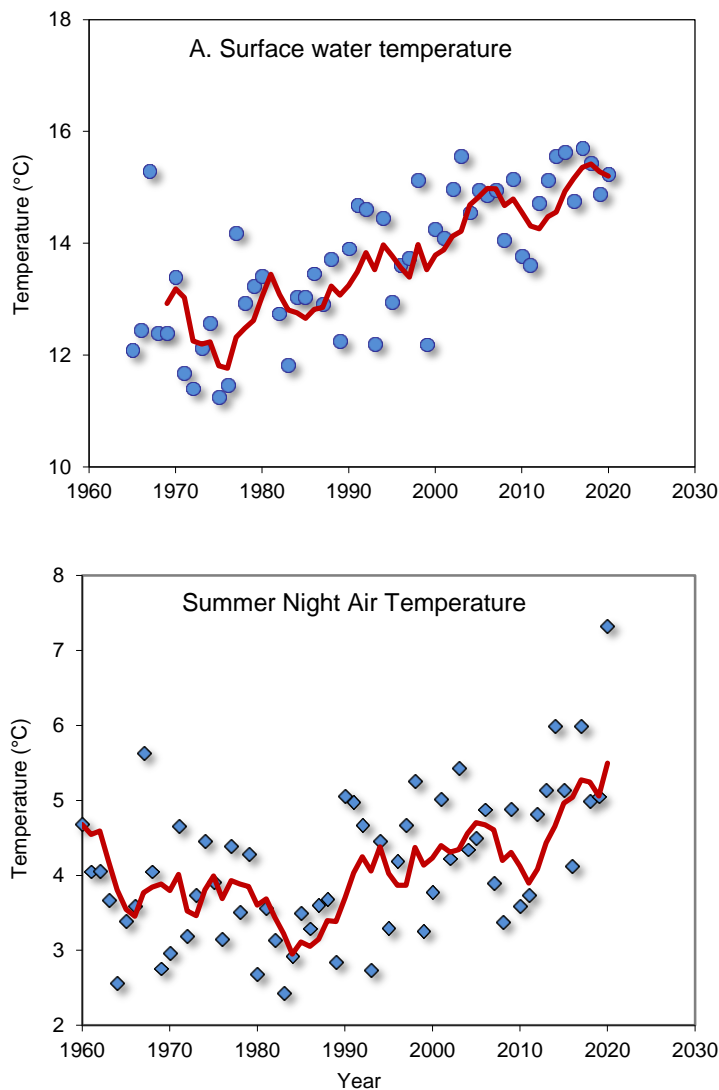 A. Surface water temperature
Temperature (°C)
18
16
14
12
10
1960 1970 1980 1990 2000 2010 2020 2030
Summer Night Air Temperature
Temperature (°C)
8
7
6
5
4
3
2
1960 1970 1980 1990 2000 2010 2020 2030
Year